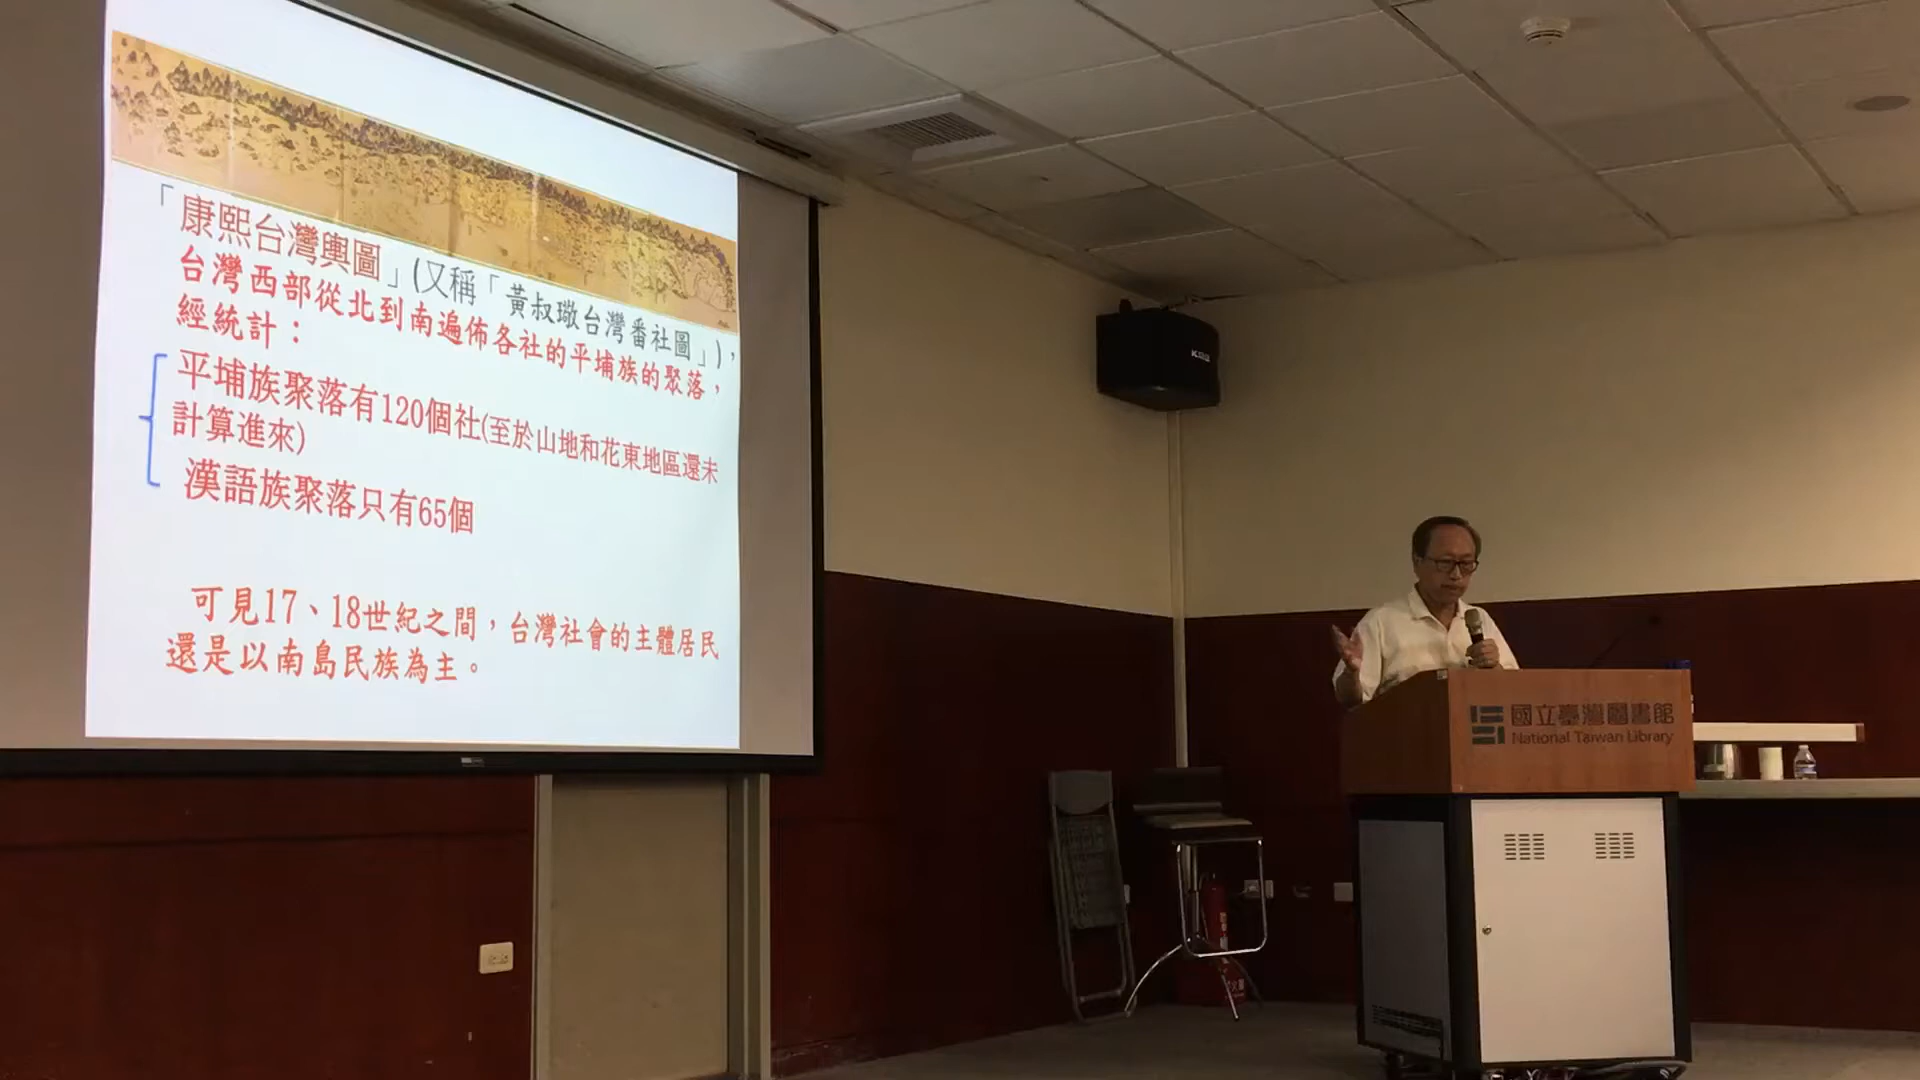 「康熙台灣輿圖」(又稱「黃叔璥台灣番社圖」)，
台灣西部從北到南遍佈各社的平埔族的聚落，
經統計：
平埔族聚落有120個社(至於山地和花東地區還未
計算進來)
漢語族聚落只有65個
可見17、18世紀之間，台灣社會的主體居民
還是以南島民族為主。
國立臺灣圖書館
National Taiwan Library